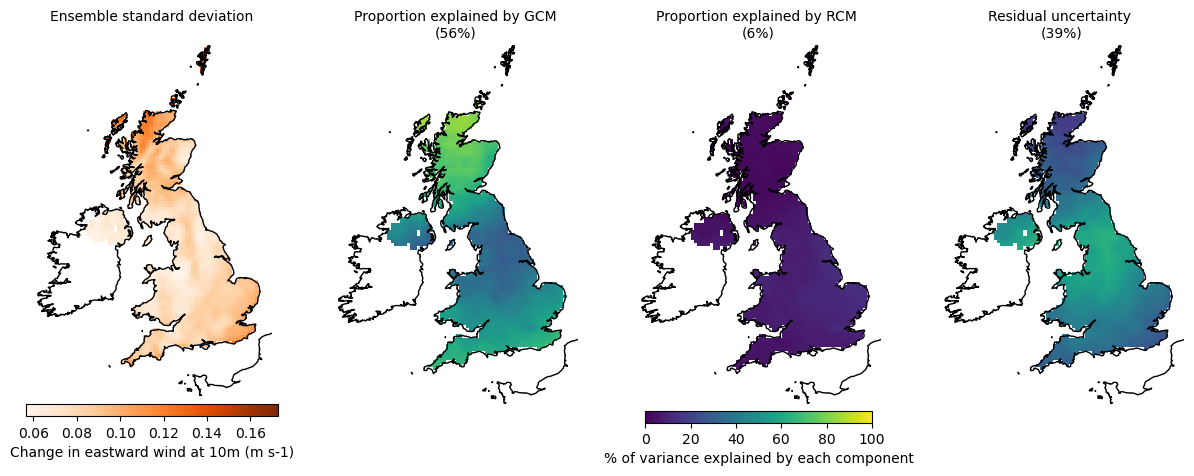 Ensemble standard deviation
Proportion explained by GCM
(56%)
Proportion explained by RCM
(6%)
Residual uncertainty
(39%)
0.06 0.08 0.10 0.12 0.14 0.16
Change in eastward wind at 10m (m s-1)
0 20 40 60 80 100
% of variance explained by each component